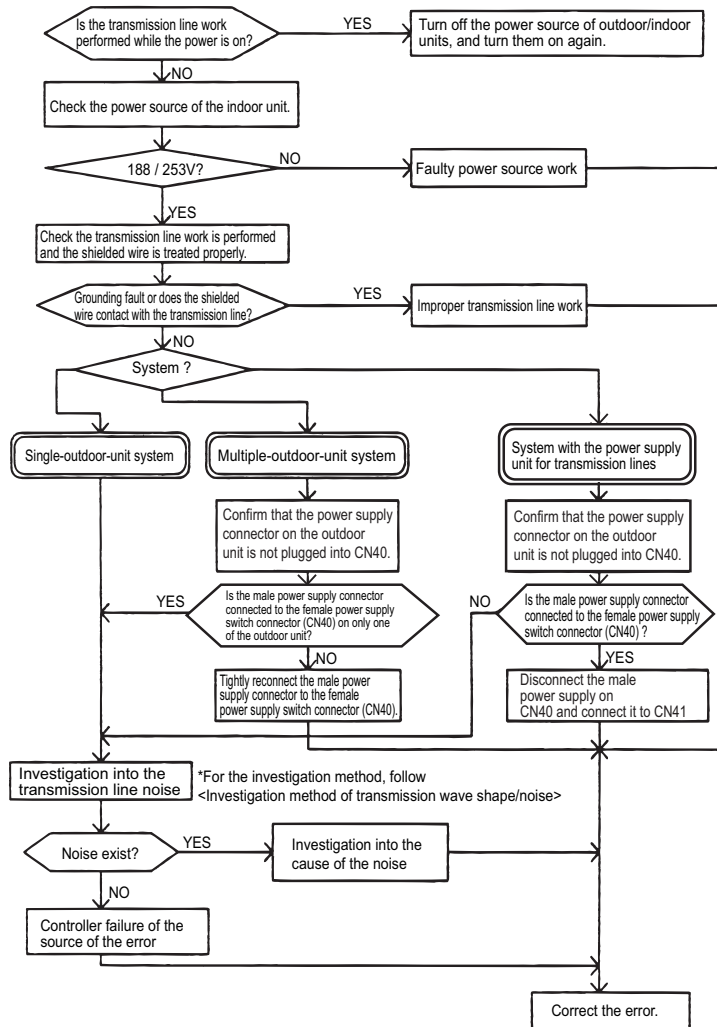 Is the transmission line work
performed while the power is on?
YES
Turn off the power source of outdoor/indoor
units, and turn them on again.
NO
Check the power source of the indoor unit.
188 / 253V?
NO
Faulty power source work
YES
Check the transmission line work is performed
and the shielded wire is treated properly.
Grounding fault or does the shielded
wire contact with the transmission line?
YES
Improper transmission line work
NO
System ?
Single-outdoor-unit system
Multiple-outdoor-unit system
System with the power supply
unit for transmission lines
Confirm that the power supply
connector on the outdoor
unit is not plugged into CN40.
Confirm that the power supply
connector on the outdoor
unit is not plugged into CN40.
YES
Is the male power supply connector
connected to the female power supply
switch connector (CN40) on only one
of the outdoor unit?
NO
Is the male power supply connector
connected to the female power supply
switch connector (CN40) ?
NO
YES
Tightly reconnect the male power
supply connector to the female
power supply switch connector (CN40).
Disconnect the male
power supply on
CN40 and connect it to CN41
Investigation into the
transmission line noise
*For the investigation method, follow
<Investigation method of transmission wave shape/noise>
Noise exist?
YES
Investigation into the
cause of the noise
NO
Controller failure of the
source of the error
Correct the error.